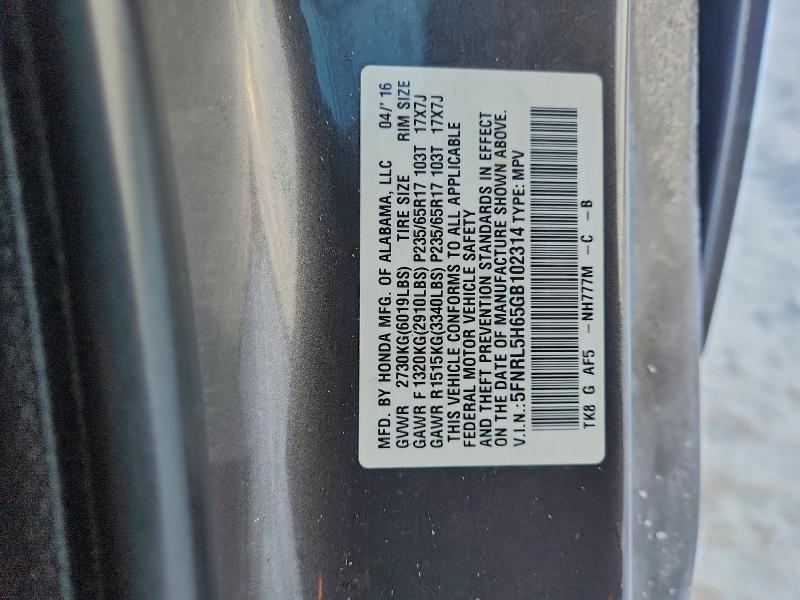 MFD. BY HONDA MFG. OF ALABAMA, LLC 04/'16
GVWR 2730KG(6019LBS) TIRE SIZE RIM SIZE
GAWR F 1320KG(2910LBS) P235/65R17 103T 17X7J
GAWR R1515KG(3340LBS) P235/65R17 103T 17X7J
THIS VEHICLE CONFORMS TO ALL APPLICABLE
FEDERAL MOTOR VEHICLE SAFETY
AND THEFT PREVENTION STANDARDS IN EFFECT
ON THE DATE OF MANUFACTURE SHOWN ABOVE.
V.I.N.:5FNRL5H65GB102314 TYPE: MPV
TK8 G AF5 -NH777M -C -B